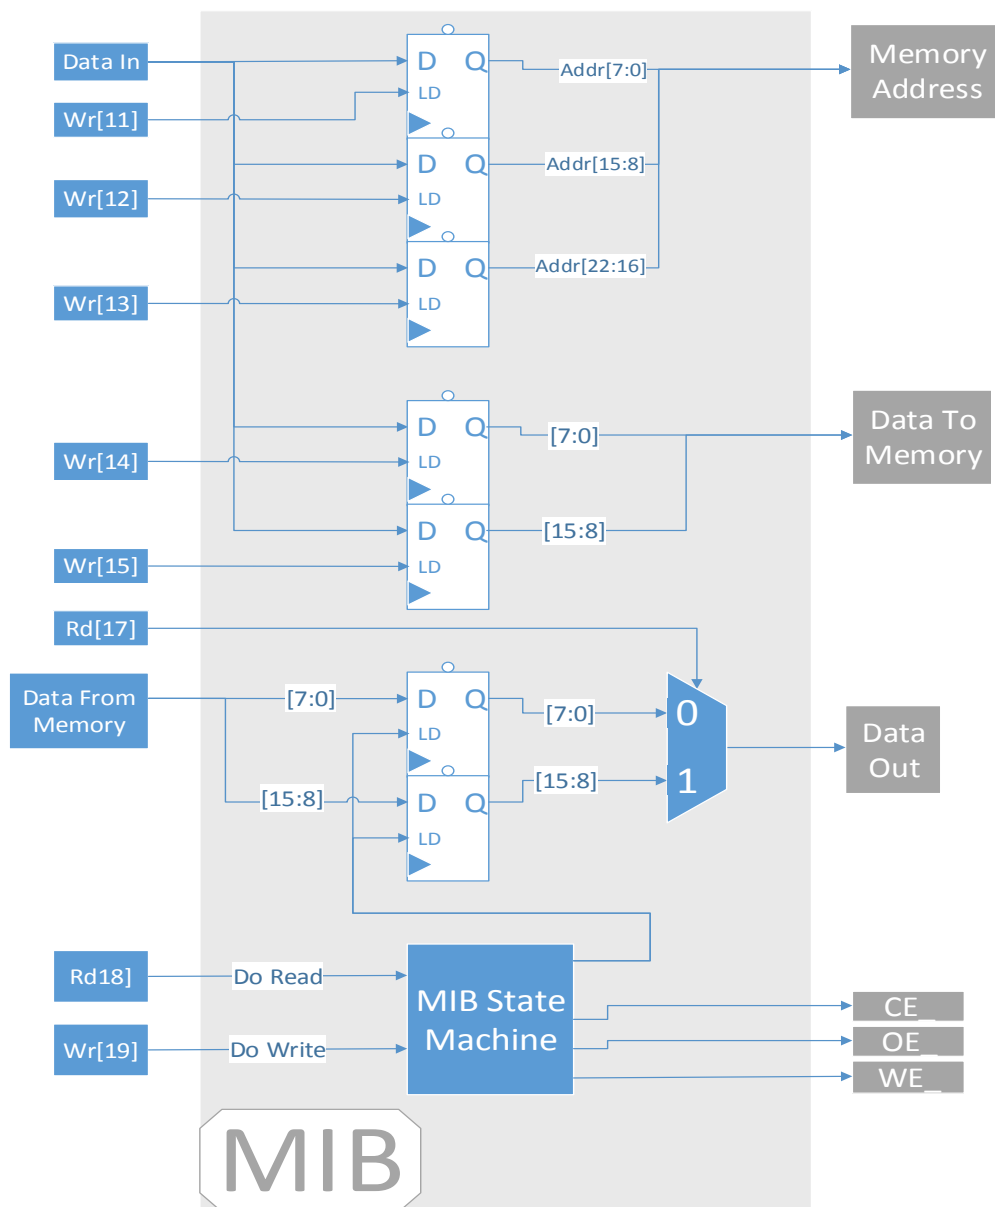 Data In
D Q
Addr[7:0]
Memory
Address
LD
Wr[11]
D Q
Addr[15:8]
LD
Wr[12]
D Q
Addr[22:16]
LD
Wr[13]
D Q
[7:0]
Data To
Memory
LD
Wr[14]
D Q
[15:8]
LD
Wr[15]
Rd[17]
Data From
Memory
[7:0]
D Q
[7:0]
0
LD
Data
Out
[15:8]
D Q
[15:8]
1
LD
Rd18]
Do Read
MIB State
Machine
CE_
OE_
WE_
Wr[19]
Do Write
MIB